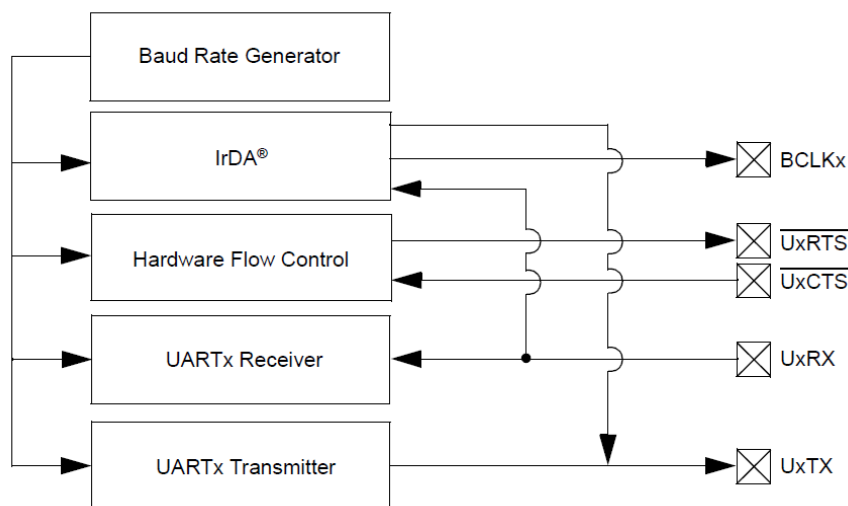 Baud Rate Generator
IrDA®
BCLKx
Hardware Flow Control
UxRTS
UxCTS
UARTx Receiver
UxRX
UARTx Transmitter
UxTX